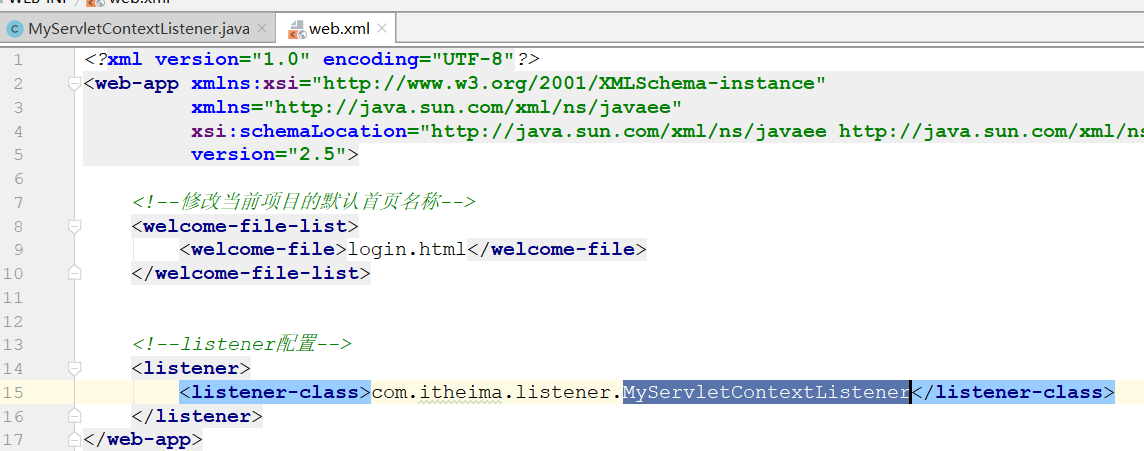 web.xml
MyServletContextListener.java
web.xml
1 <?xml version="1.0" encoding="UTF-8"?>
2 <web-app xmlns:xsi="http://www.w3.org/2001/XMLSchema-instance"
3 xmlns="http://java.sun.com/xml/ns/javaee"
4 xsi:schemaLocation="http://java.sun.com/xml/ns/javaee http://java.sun.com/xml/ns
5 version="2.5">
6
7 <!--修改当前项目的默认首页名称-->
8 <welcome-file-list>
9 <welcome-file>login.html</welcome-file>
10 </welcome-file-list>
11
12
13 <!--listener配置-->
14 <listener>
15 <listener-class>com.itheima.listener.MyServletContextListener</listener-class>
16 </listener>
17 </web-app>